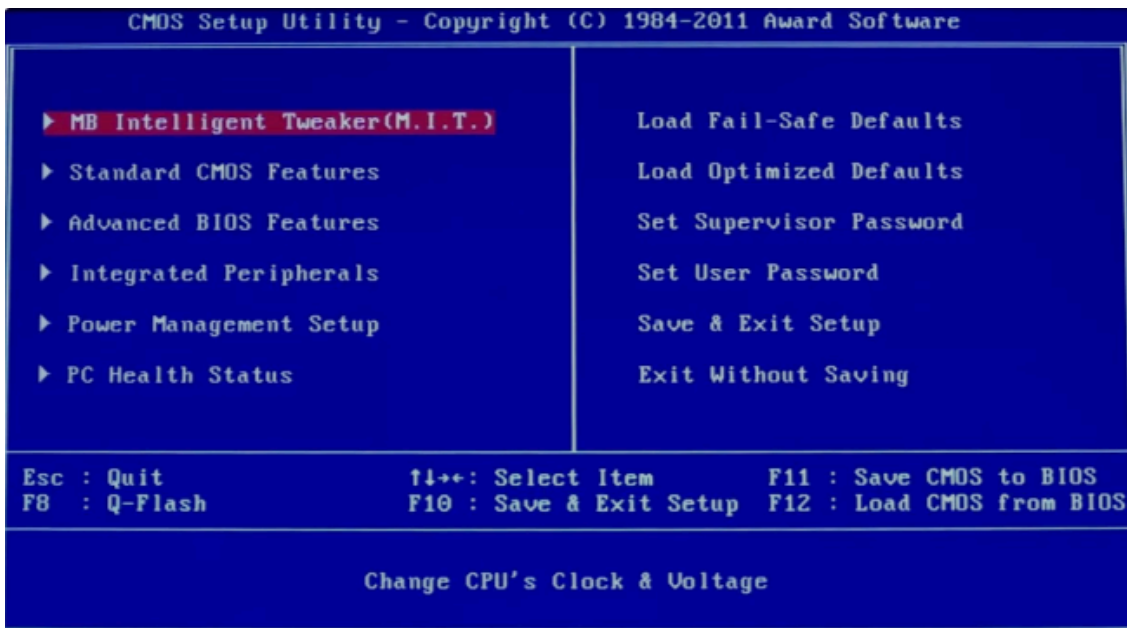 CMOS Setup Utility - Copyright (C) 1984-2011 Award Software
MB Intelligent Tweaker(M.I.T.)
Standard CMOS Features
Advanced BIOS Features
Integrated Peripherals
Power Management Setup
PC Health Status
Load Fail-Safe Defaults
Load Optimized Defaults
Set Supervisor Password
Set User Password
Save & Exit Setup
Exit Without Saving
Esc : Quit
F8 : Q-Flash
↑↓→←: Select Item
F10 : Save & Exit Setup
F11 : Save CMOS to BIOS
F12 : Load CMOS from BIOS
Change CPU's Clock & Voltage